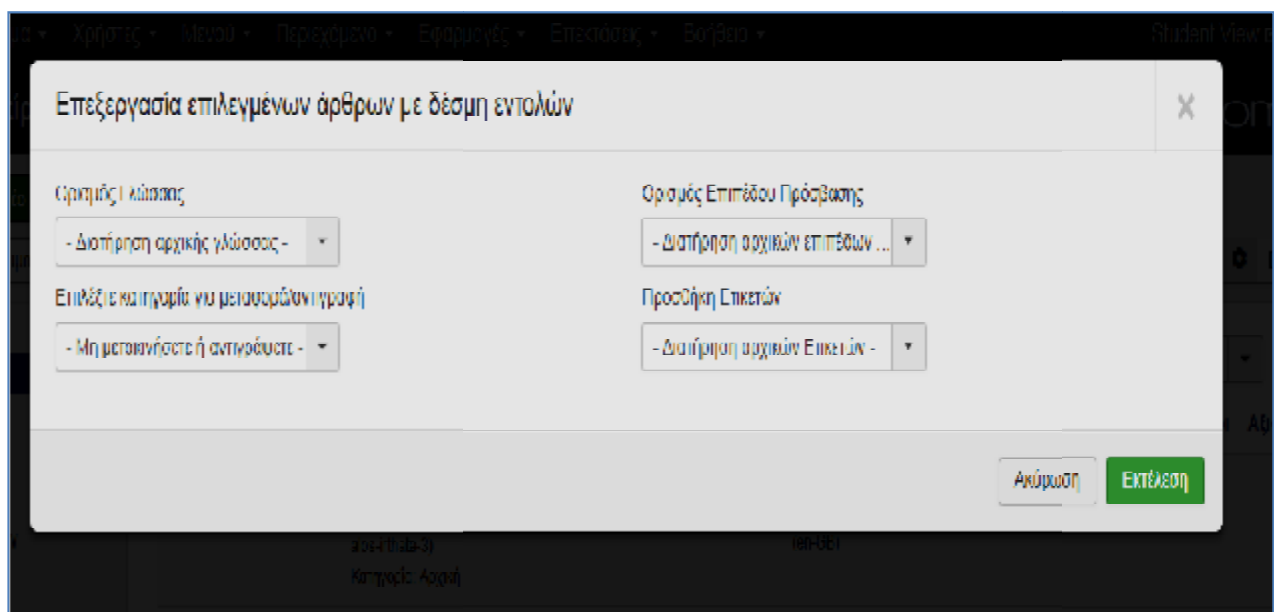 Χρήστες Μενού Περιεχόμενο Εφαρμογές Επεκτάσεις Βοήθεια Student View
Επεξεργασία επιλεγμένων άρθρων με δέσμη εντολών
Ορισμός Γλώσσας
Ορισμός Επιπέδου Πρόσβασης
- Διατήρηση αρχικής γλώσσας -
- Διατήρηση αρχικών επιπέδων ...
Επιλέξτε κατηγορία για μεταφορά/αντιγραφή
Προσθήκη Ετικετών
- Μη μετακινήσετε ή αντιγράψετε -
- Διατήρηση αρχικών Ετικετών -
Ακύρωση
Εκτέλεση
Κατηγορία: Αρχική